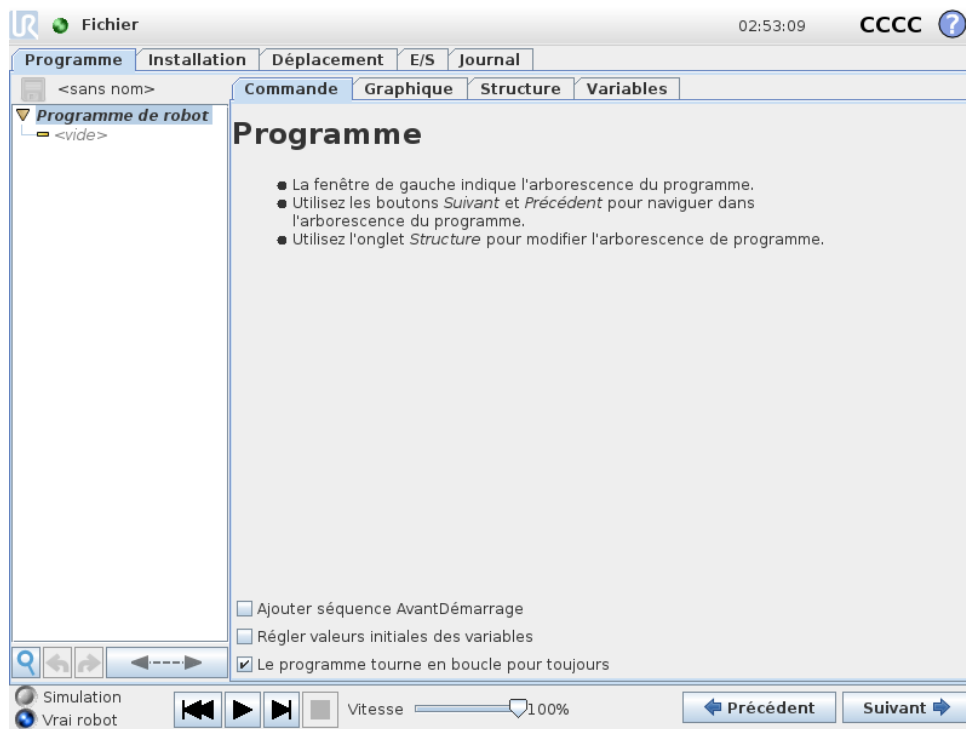 UR Fichier 02:53:09 CCCC ?
Programme Installation Déplacement E/S Journal
<sans nom>
Commande Graphique Structure Variables
Programme de robot
<vide>
Programme
La fenêtre de gauche indique l'arborescence du programme.
Utilisez les boutons Suivant et Précédent pour naviguer dans
l'arborescence du programme.
Utilisez l'onglet Structure pour modifier l'arborescence de programme.
Ajouter séquence AvantDémarrage
Régler valeurs initiales des variables
Le programme tourne en boucle pour toujours
Simulation
Vrai robot
Vitesse 100%
Précédent Suivant